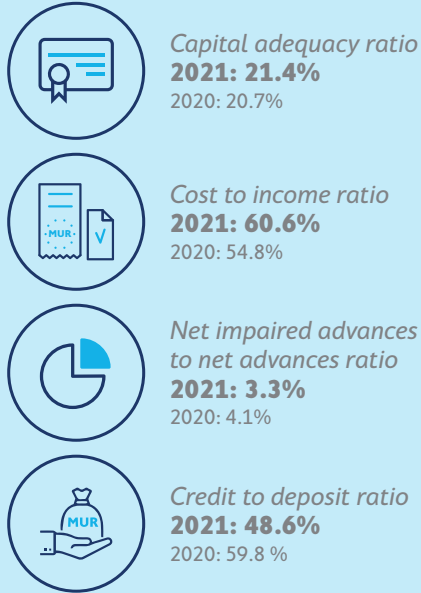 Capital adequacy ratio
2021: 21.4%
2020: 20.7%
MUR
Cost to income ratio
2021: 60.6%
2020: 54.8%
Net impaired advances
to net advances ratio
2021: 3.3%
2020: 4.1%
MUR
Credit to deposit ratio
2021: 48.6%
2020: 59.8 %